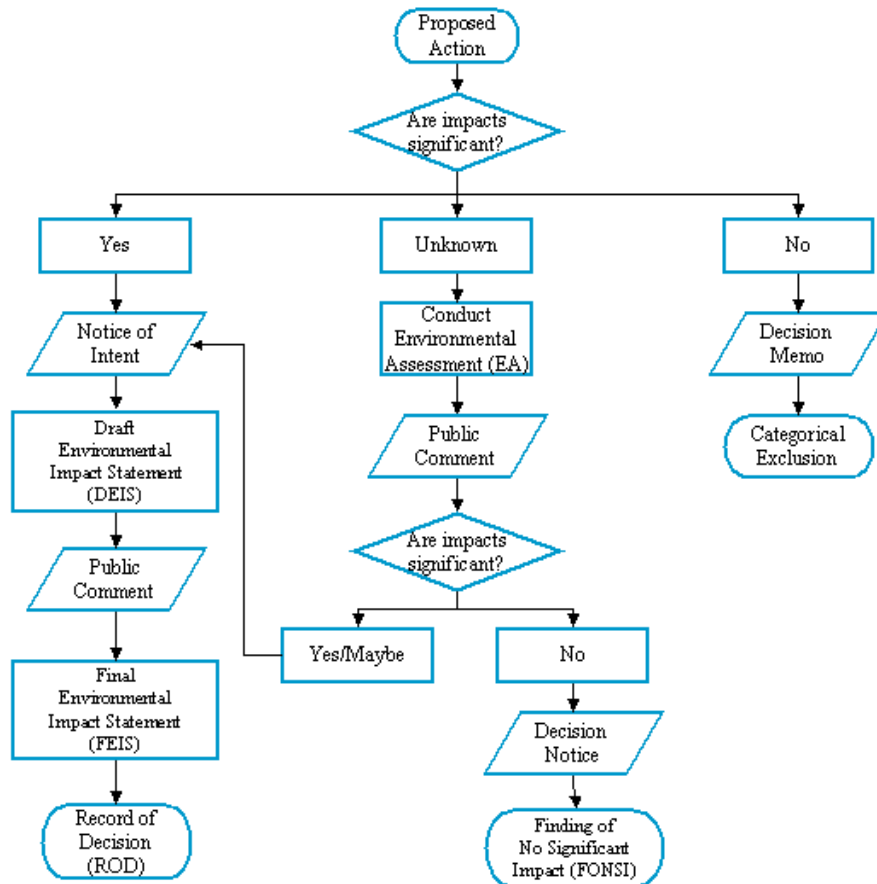 Proposed
Action
Are impacts
significant?
Yes
Unknown
No
Notice of
Intent
Conduct
Environmental
Assessment (EA)
Decision
Memo
Draft
Environmental
Impact Statement
(DEIS)
Public
Comment
Categorical
Exclusion
Are impacts
significant?
Public
Comment
Yes/Maybe
No
Final
Environmental
Impact Statement
(FEIS)
Decision
Notice
Record of
Decision
(ROD)
Finding of
No Significant
Impact (FONSI)